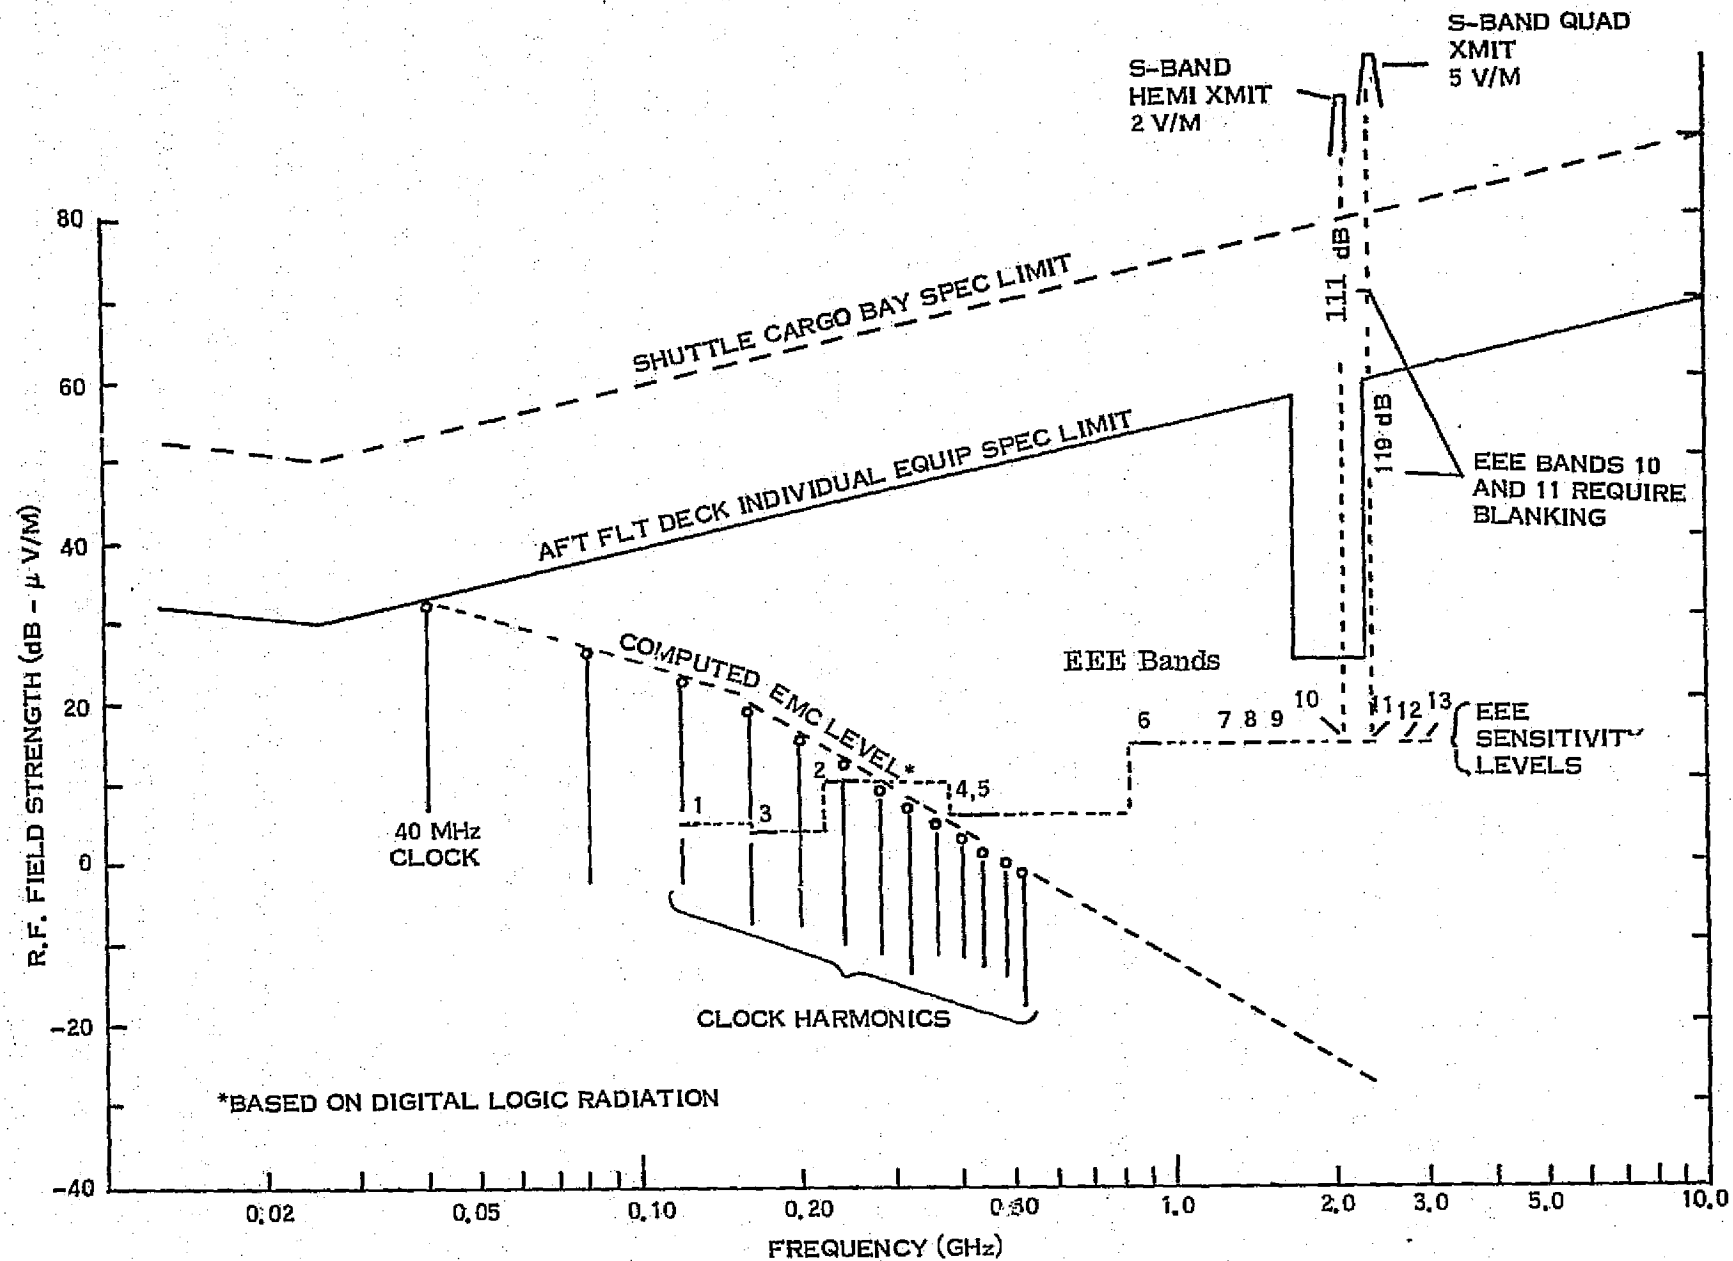 S-BAND QUAD
XMIT
5 V/M
S-BAND
HEMI XMIT
2 V/M
80
60
40
20
0
-20
-40
R.F. FIELD STRENGTH (dB - μ V/M)
SHUTTLE CARGO BAY SPEC LIMIT
111 dB
AFT FLT DECK INDIVIDUAL EQUIP SPEC LIMIT
119 dB
EEE BANDS 10
AND 11 REQUIRE
BLANKING
COMPUTED EMC LEVEL*
EEE Bands
1
3
2
4,5
6
7
8
9
10
11
12
13
EEE
SENSITIVITY
LEVELS
40 MHz
CLOCK
CLOCK HARMONICS
*BASED ON DIGITAL LOGIC RADIATION
0.02
0.05
0.10
0.20
0.50
1.0
2.0
3.0
5.0
10.0
FREQUENCY (GHz)